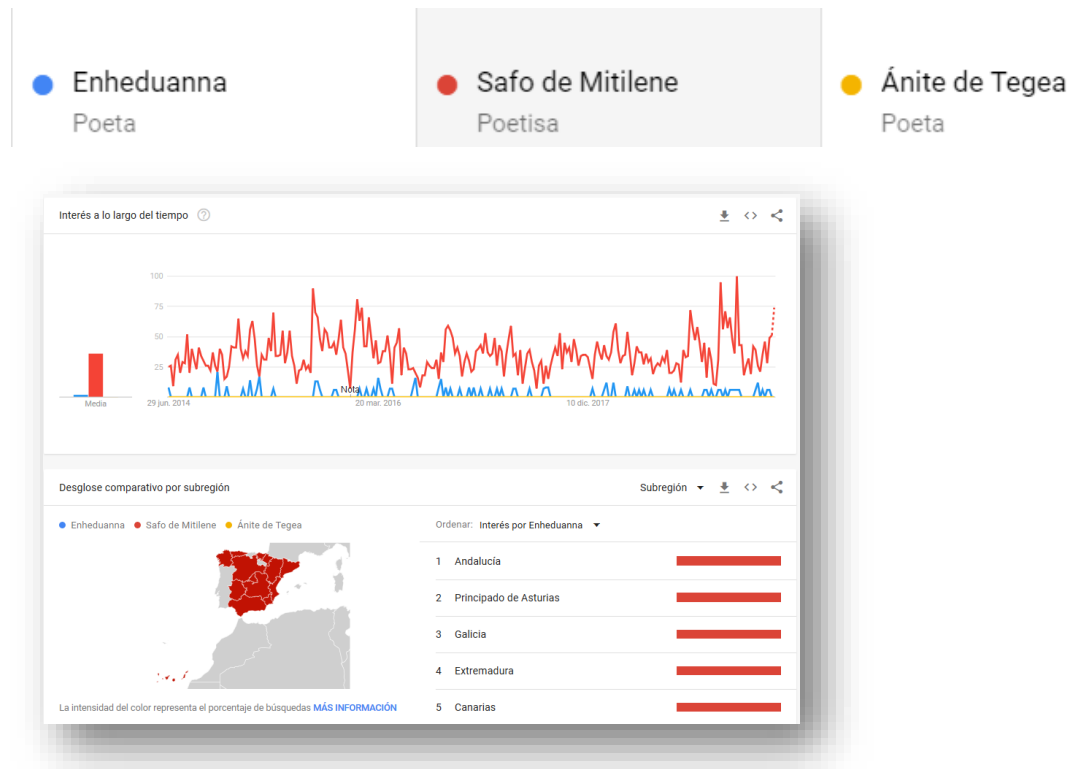 Enheduanna
Poeta
Safo de Mitilene
Poetisa
Ánite de Tegea
Poeta
Interés a lo largo del tiempo
100
75
50
25
Nota
Media
29 jun. 2014
20 mar. 2016
10 dic. 2017
Desglose comparativo por subregión
Subregión
Enheduanna Safo de Mitilene Ánite de Tegea
Ordenar: Interés por Enheduanna
1 Andalucía
2 Principado de Asturias
3 Galicia
4 Extremadura
5 Canarias
La intensidad del color representa el porcentaje de búsquedas MÁS INFORMACIÓN